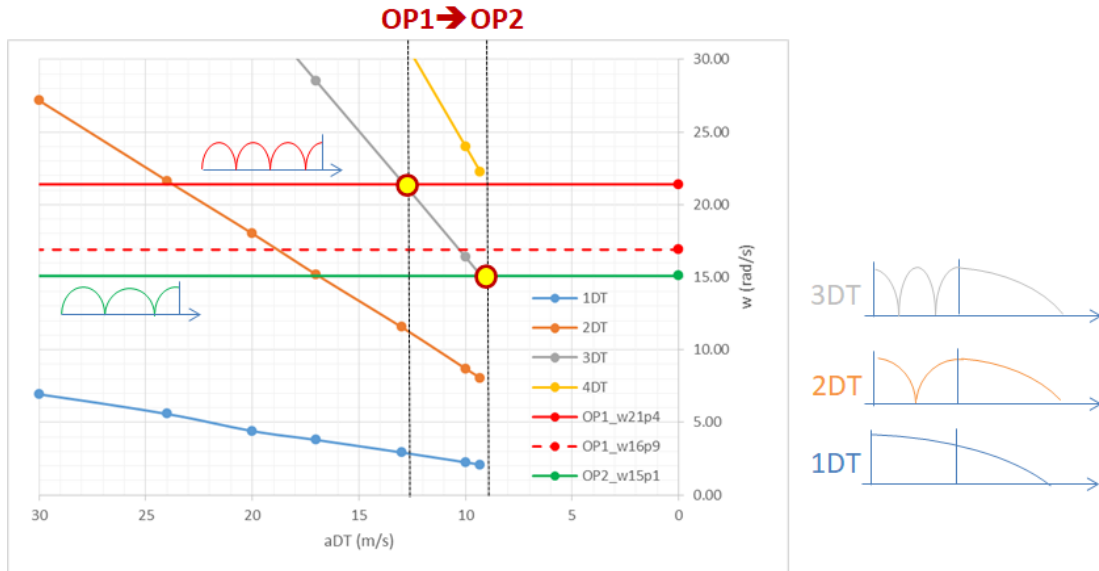 OP1➔OP2
30.00
25.00
20.00
15.00
10.00
5.00
0.00
w (rad/s)
1DT
2DT
3DT
4DT
OP1_w21p4
OP1_w16p9
OP2_w15p1
30
25
20
15
10
5
0
aDT (m/s)
3DT
2DT
1DT